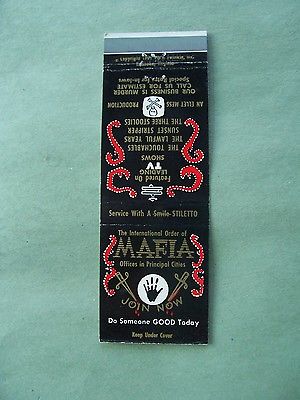 The International Order of
MAFIA
Offices in Principal Cities
JOIN NOW
Do Someone GOOD Today
Keep Under Cover
Service With A Smile-STILETTO
Featured On
LEADING
TV
SHOWS
THE TOUCHABLES
THE LAWFUL YEARS
SUNSET STRIPPER
THE THREE STOOLIES
AN ELLET MESS PRODUCTION
OUR BUSINESS IS MURDER
CALL US FOR ESTIMATE
Special Rates for In-laws